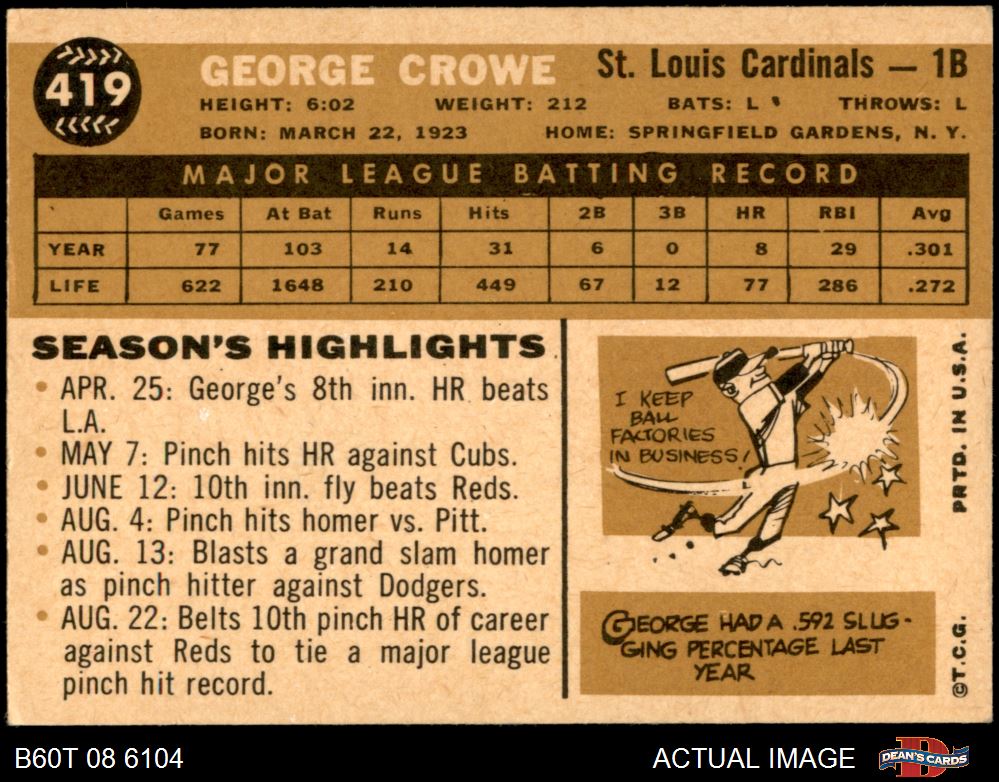 419
GEORGE CROWE St. Louis Cardinals — 1B
HEIGHT: 6:02 WEIGHT: 212 BATS: L THROWS: L
BORN: MARCH 22, 1923 HOME: SPRINGFIELD GARDENS, N. Y.
MAJOR LEAGUE BATTING RECORD
Games At Bat Runs Hits 2B 3B HR RBI Avg
YEAR 77 103 14 31 6 0 8 29 .301
LIFE 622 1648 210 449 67 12 77 286 .272
SEASON'S HIGHLIGHTS
• APR. 25: George's 8th inn. HR beats
L.A.
• MAY 7: Pinch hits HR against Cubs.
• JUNE 12: 10th inn. fly beats Reds.
• AUG. 4: Pinch hits homer vs. Pitt.
• AUG. 13: Blasts a grand slam homer
as pinch hitter against Dodgers.
• AUG. 22: Belts 10th pinch HR of career
against Reds to tie a major league
pinch hit record.
I KEEP
BALL
FACTORIES
IN BUSINESS!
GEORGE HAD A .592 SLUG-
GING PERCENTAGE LAST
YEAR
PRTD. IN U.S.A.
©T.C.G.
B60T 08 6104 ACTUAL IMAGE DEAN'S CARDS